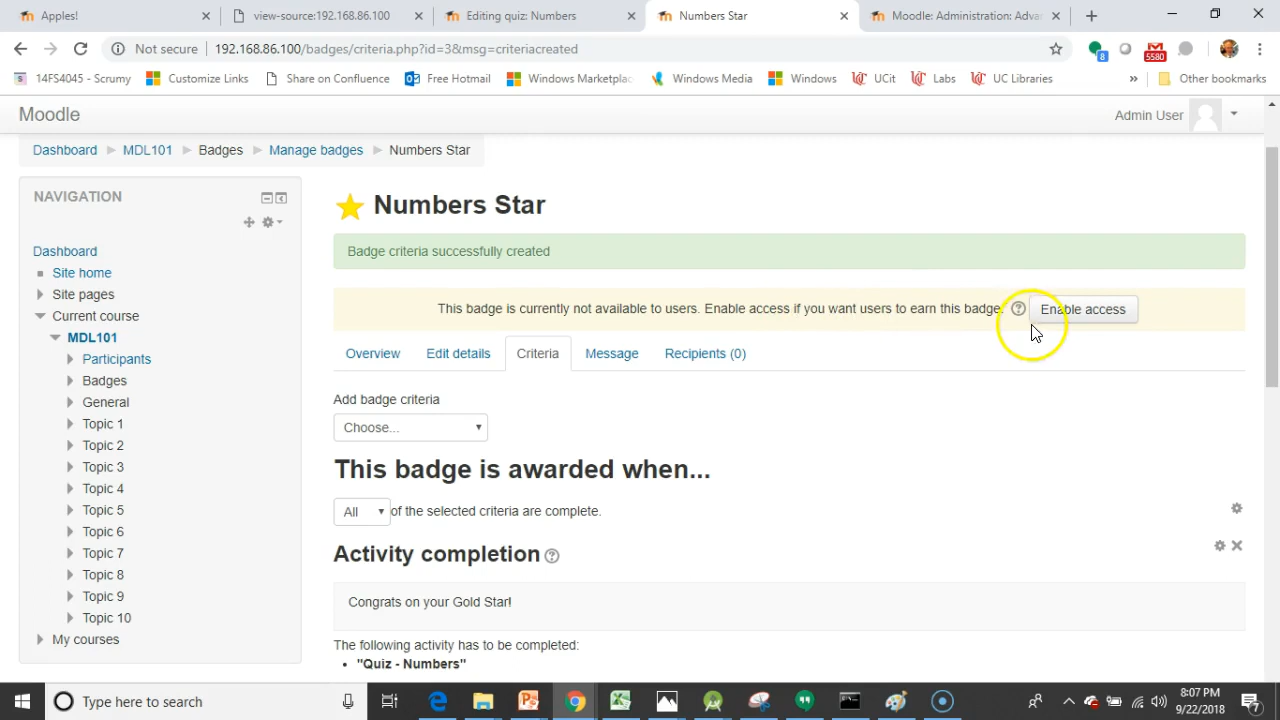 Apples!
view-source:192.168.86.100
Editing quiz: Numbers
Numbers Star
Moodle: Administration: Adva
Not secure
192.168.86.100/badges/criteria.php?id=3&msg=criteriacreated
8
5580
14FS4045 - Scrumy
Customize Links
Share on Confluence
Free Hotmail
Windows Marketplac
Windows Media
Windows
UCit
Labs
UC Libraries
»
Other bookmarks
Moodle
Admin User
Dashboard
MDL101
Badges
Manage badges
Numbers Star
NAVIGATION
Dashboard
Site home
Site pages
Current course
MDL101
Participants
Badges
General
Topic 1
Topic 2
Topic 3
Topic 4
Topic 5
Topic 6
Topic 7
Topic 8
Topic 9
Topic 10
My courses
Numbers Star
Badge criteria successfully created
This badge is currently not available to users. Enable access if you want users to earn this badge.
Enable access
Overview
Edit details
Criteria
Message
Recipients (0)
Add badge criteria
Choose...
This badge is awarded when...
All of the selected criteria are complete.
Activity completion
Congrats on your Gold Star!
The following activity has to be completed:
• "Quiz - Numbers"
Type here to search
8:07 PM
9/22/2018
7